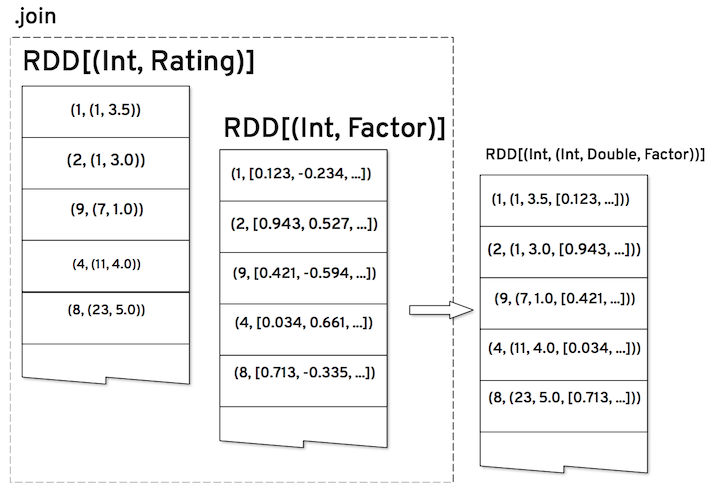 .join
RDD[(Int, Rating)]
(1, (1, 3.5))
(2, (1, 3.0))
(9, (7, 1.0))
(4, (11, 4.0))
(8, (23, 5.0))
RDD[(Int, Factor)]
(1, [0.123, -0.234, ...])
(2, [0.943, 0.527, ...])
(9, [0.421, -0.594, ...])
(4, [0.034, 0.661, ...])
(8, [0.713, -0.335, ...])
RDD[(Int, (Int, Double, Factor))]
(1, (1, 3.5, [0.123, ...]))
(2, (1, 3.0, [0.943, ...]))
(9, (7, 1.0, [0.421, ...]))
(4, (11, 4.0, [0.034, ...]))
(8, (23, 5.0, [0.713, ...]))